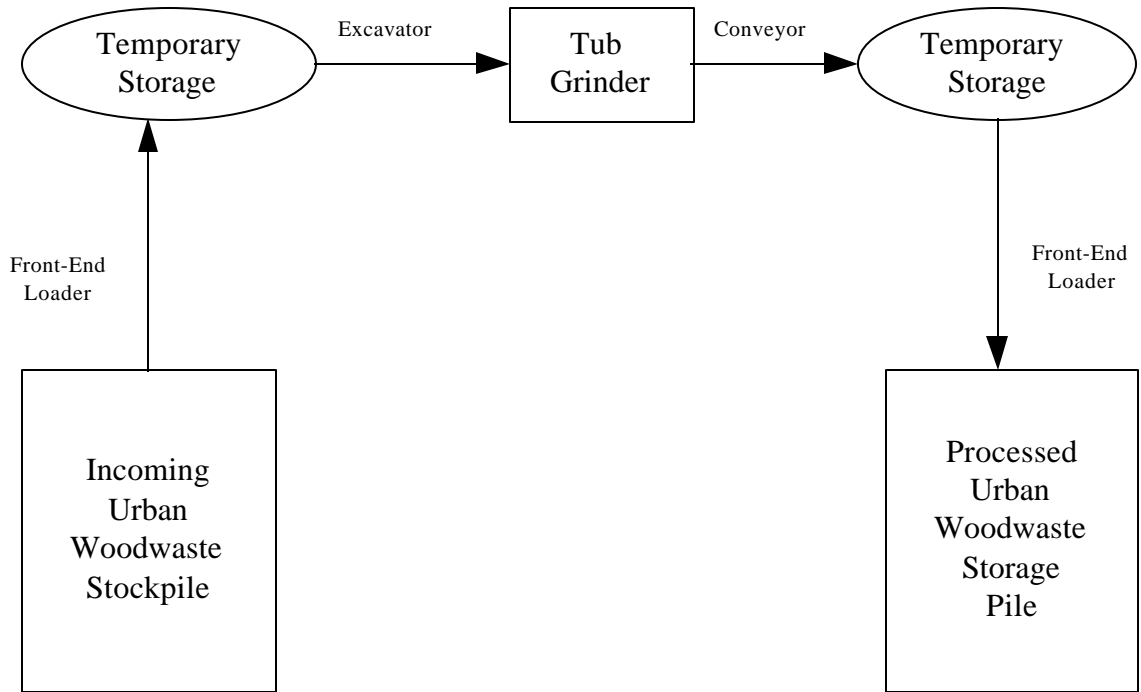 Temporary
Storage
Excavator
Tub
Grinder
Conveyor
Temporary
Storage
Front-End
Loader
Front-End
Loader
Incoming
Urban
Woodwaste
Stockpile
Processed
Urban
Woodwaste
Storage
Pile